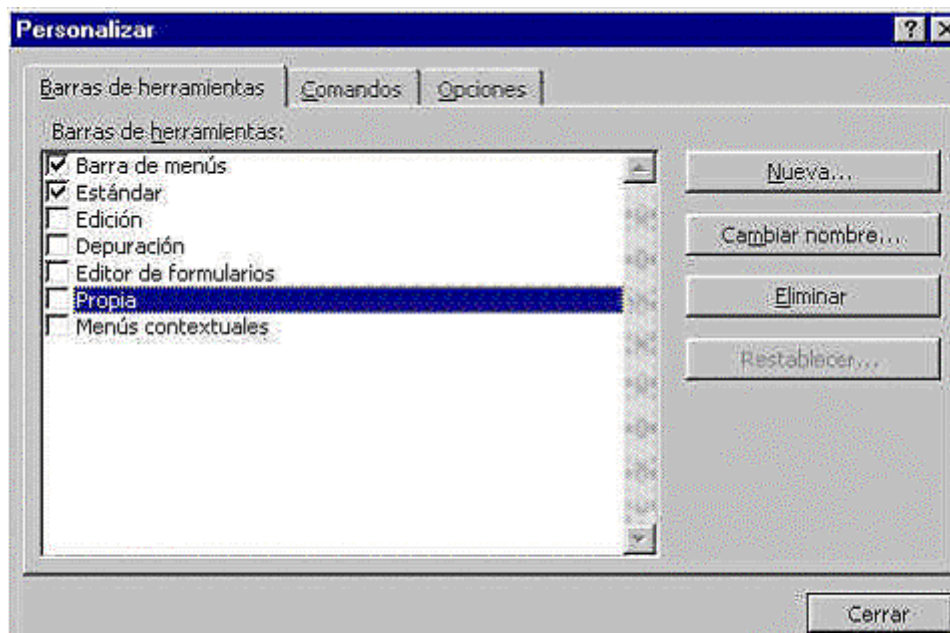 Personalizar
Barras de herramientas
Comandos
Opciones
Barras de herramientas:
Barra de menús
Estándar
Edición
Depuración
Editor de formularios
Propia
Menús contextuales
Nueva...
Cambiar nombre...
Eliminar
Restablecer...
Cerrar